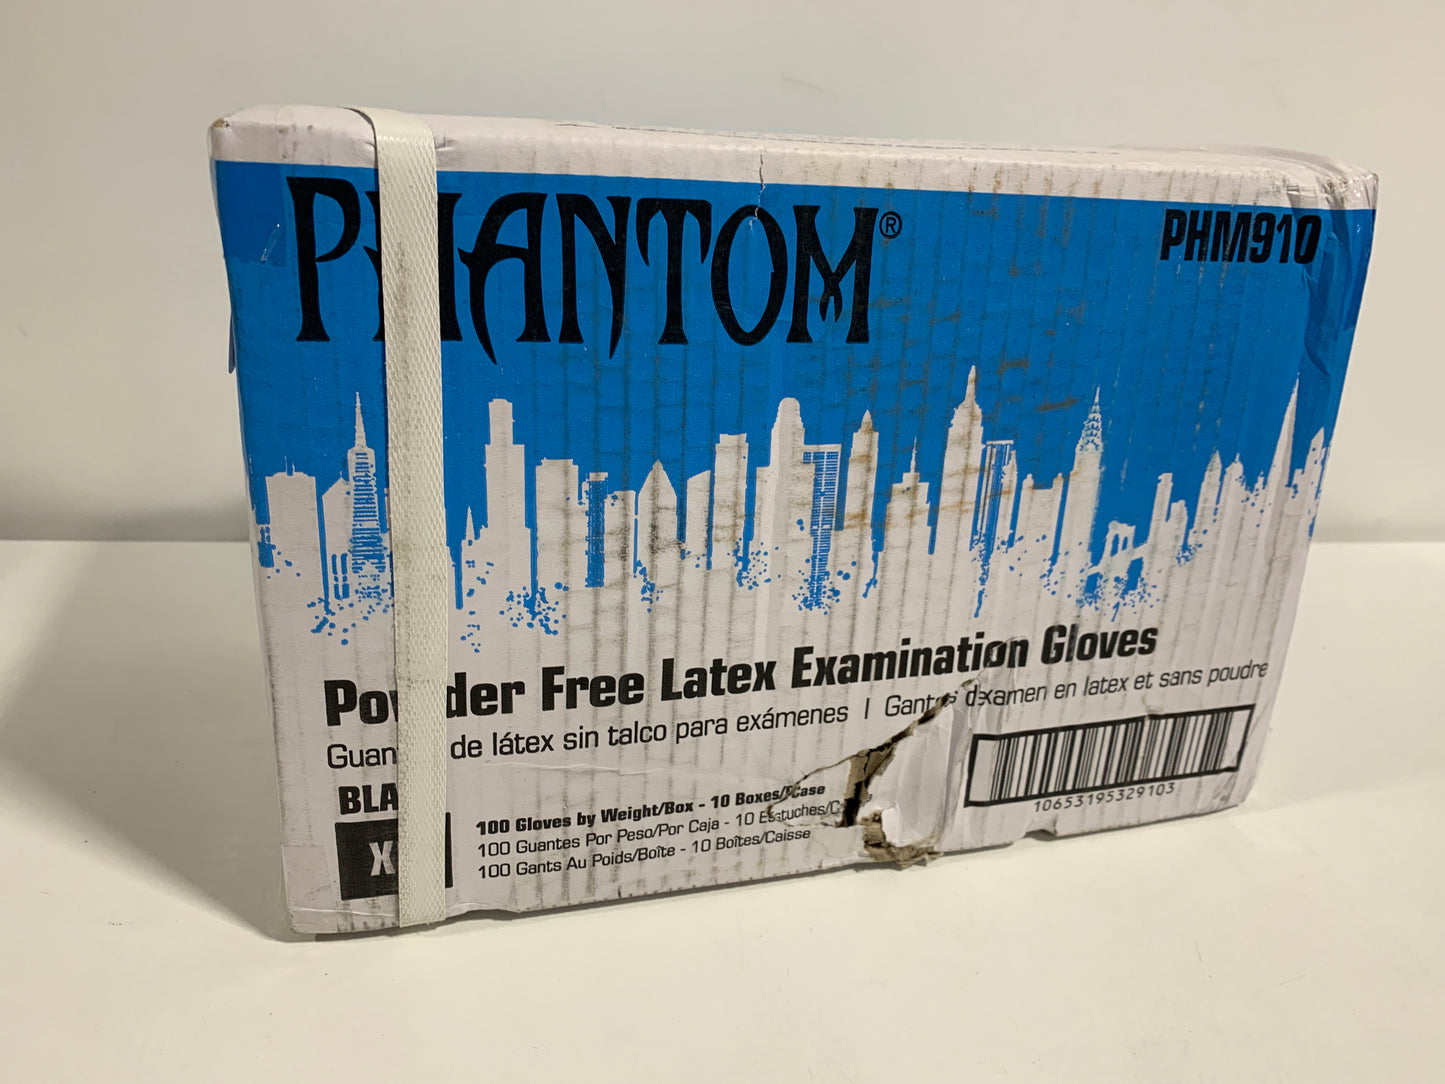 PHANTOM®
PHM910
Powder Free Latex Examination Gloves
Guantes de látex sin talco para exámenes | Gants d'examen en latex et sans poudre
BLA
X
100 Gloves by Weight/Box - 10 Boxes/Case
100 Guantes Por Peso/Por Caja - 10 Estuches/C
100 Gants Au Poids/Boîte - 10 Boîtes/Caisse
10653195329103